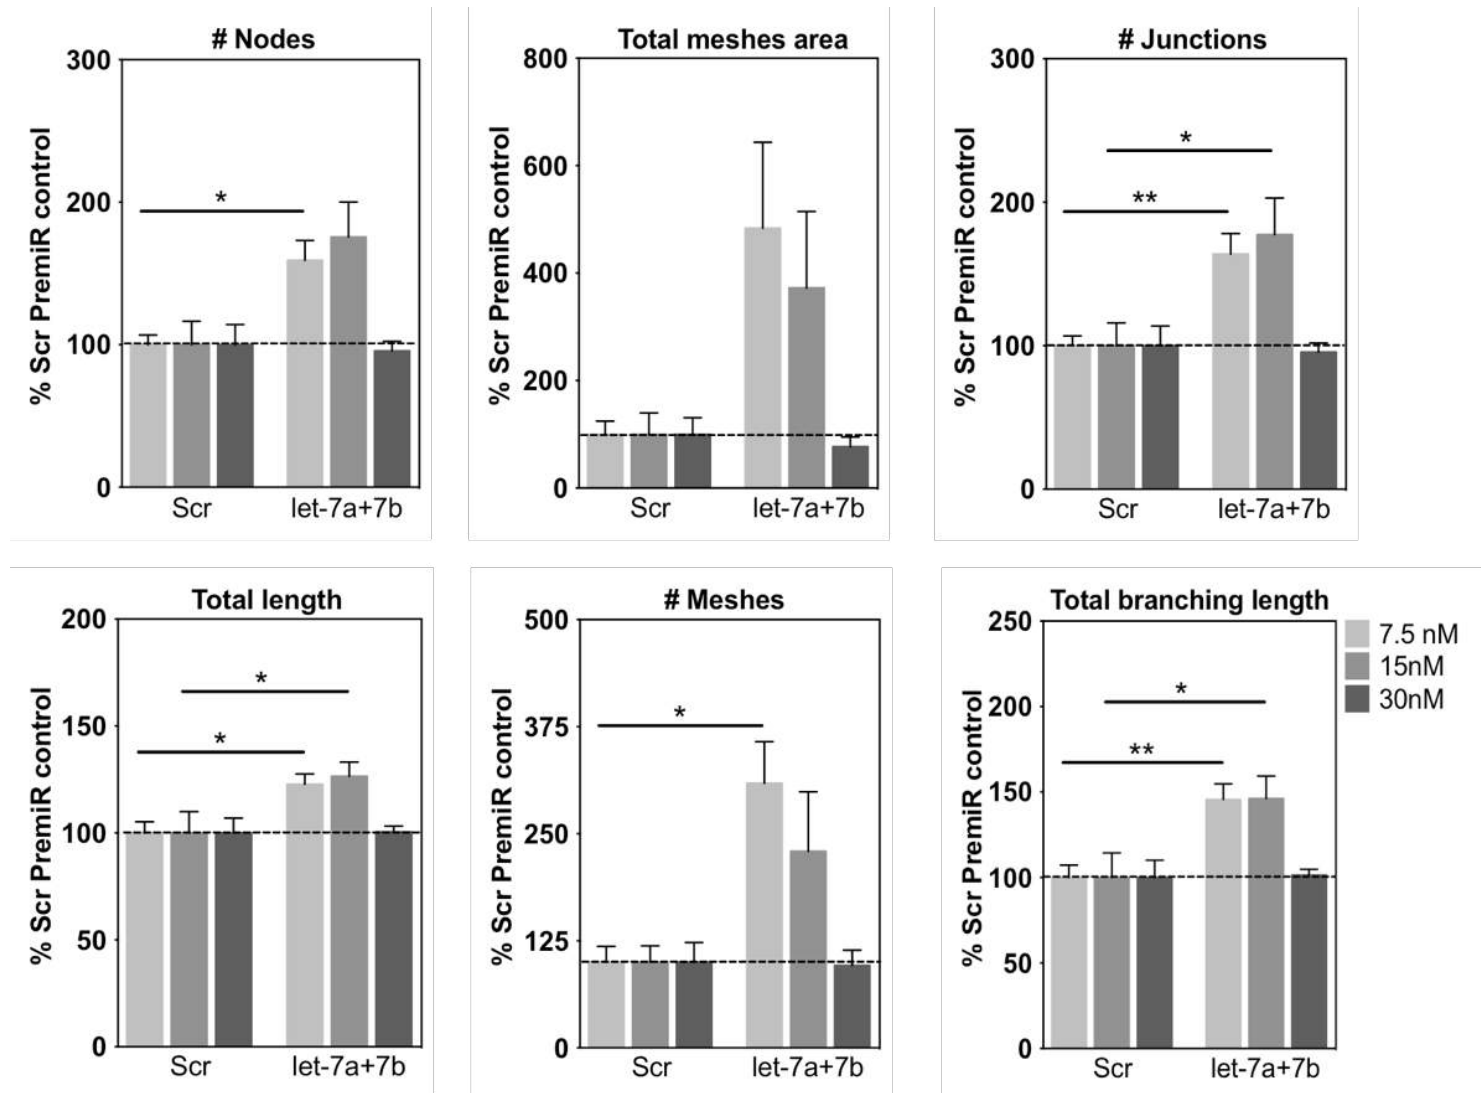 # Nodes
% Scr PremiR control
300
200
100
0
*
Scr
let-7a+7b
Total meshes area
% Scr PremiR control
800
600
400
200
0
Scr
let-7a+7b
# Junctions
% Scr PremiR control
300
200
100
0
*
**
Scr
let-7a+7b
Total length
% Scr PremiR control
200
150
100
50
0
*
*
Scr
let-7a+7b
# Meshes
% Scr PremiR control
500
375
250
125
0
*
Scr
let-7a+7b
Total branching length
% Scr PremiR control
250
200
150
100
50
0
*
**
Scr
let-7a+7b
7.5 nM
15nM
30nM